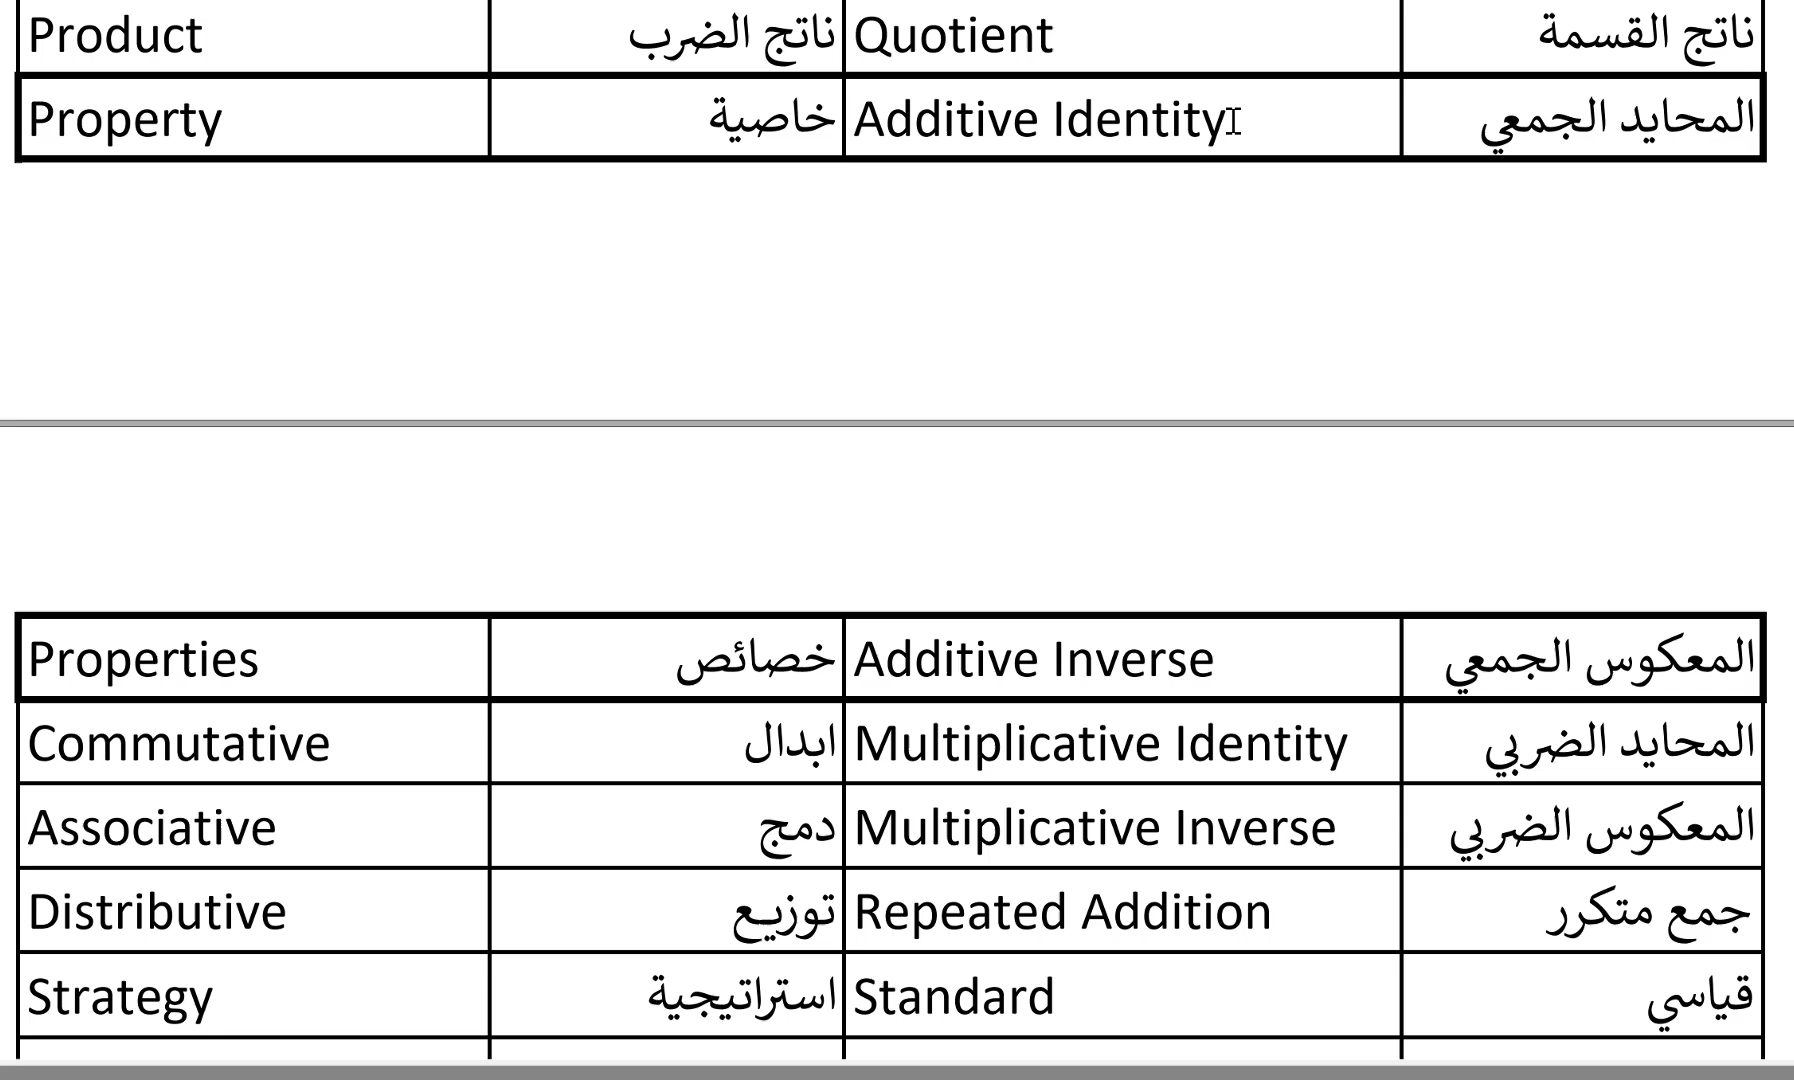 Product ناتج الضرب Quotient ناتج القسمة
Property خاصية Additive Identity المحايد الجمعي
Properties خصائص Additive Inverse المعكوس الجمعي
Commutative ابدال Multiplicative Identity المحايد الضربي
Associative دمج Multiplicative Inverse المعكوس الضربي
Distributive توزيع Repeated Addition جمع متكرر
Strategy استراتيجية Standard قياسي